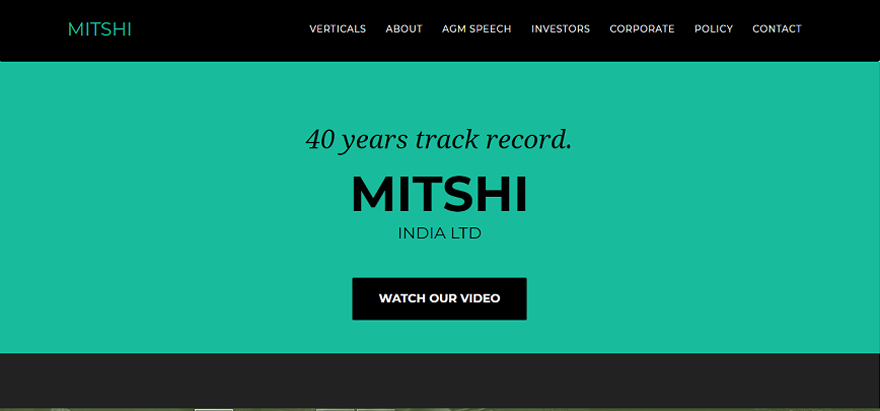 MITSHI
VERTICALS ABOUT AGM SPEECH INVESTORS CORPORATE POLICY CONTACT
40 years track record.
MITSHI
INDIA LTD
WATCH OUR VIDEO